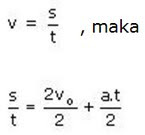 v = s/t , maka
s/t = 2v₀/2 + a.t/2